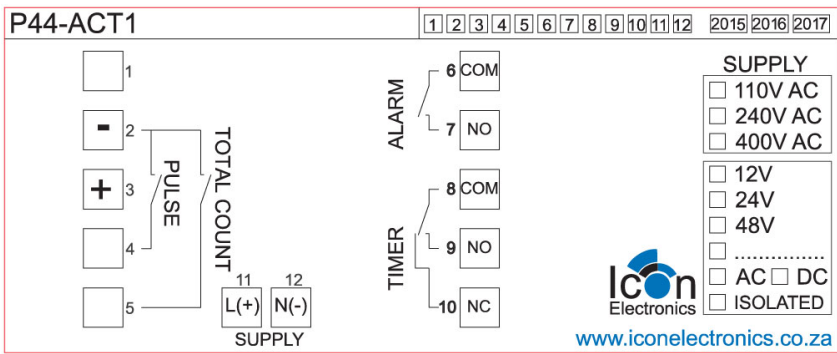 P44-ACT1
1 2 3 4 5 6 7 8 9 10 11 12 2015 2016 2017
SUPPLY
110V AC
240V AC
400V AC
12V
24V
48V
...............
AC DC
ISOLATED
1
- 2
+ 3
4
5
PULSE
TOTAL COUNT
11 12
L(+) N(-)
SUPPLY
ALARM
6 COM
7 NO
TIMER
8 COM
9 NO
10 NC
Icon
Electronics
www.iconelectronics.co.za